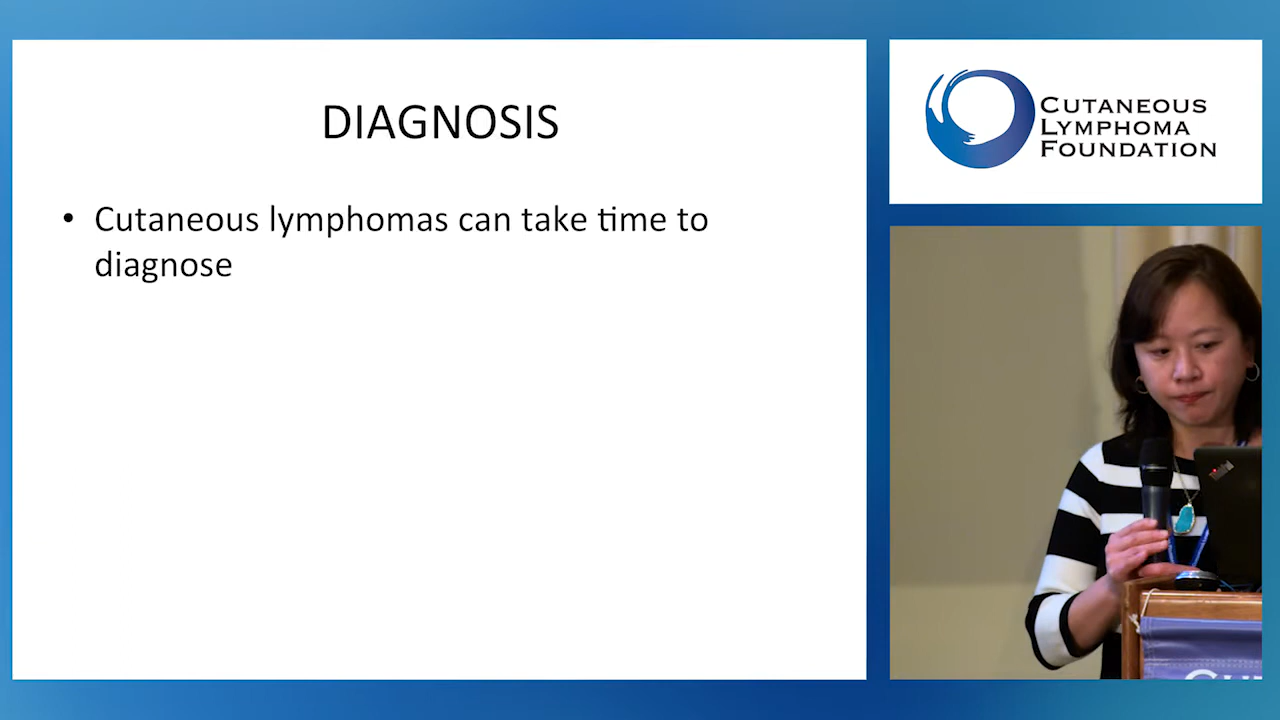 DIAGNOSIS
• Cutaneous lymphomas can take time to
diagnose
CUTANEOUS
LYMPHOMA
FOUNDATION